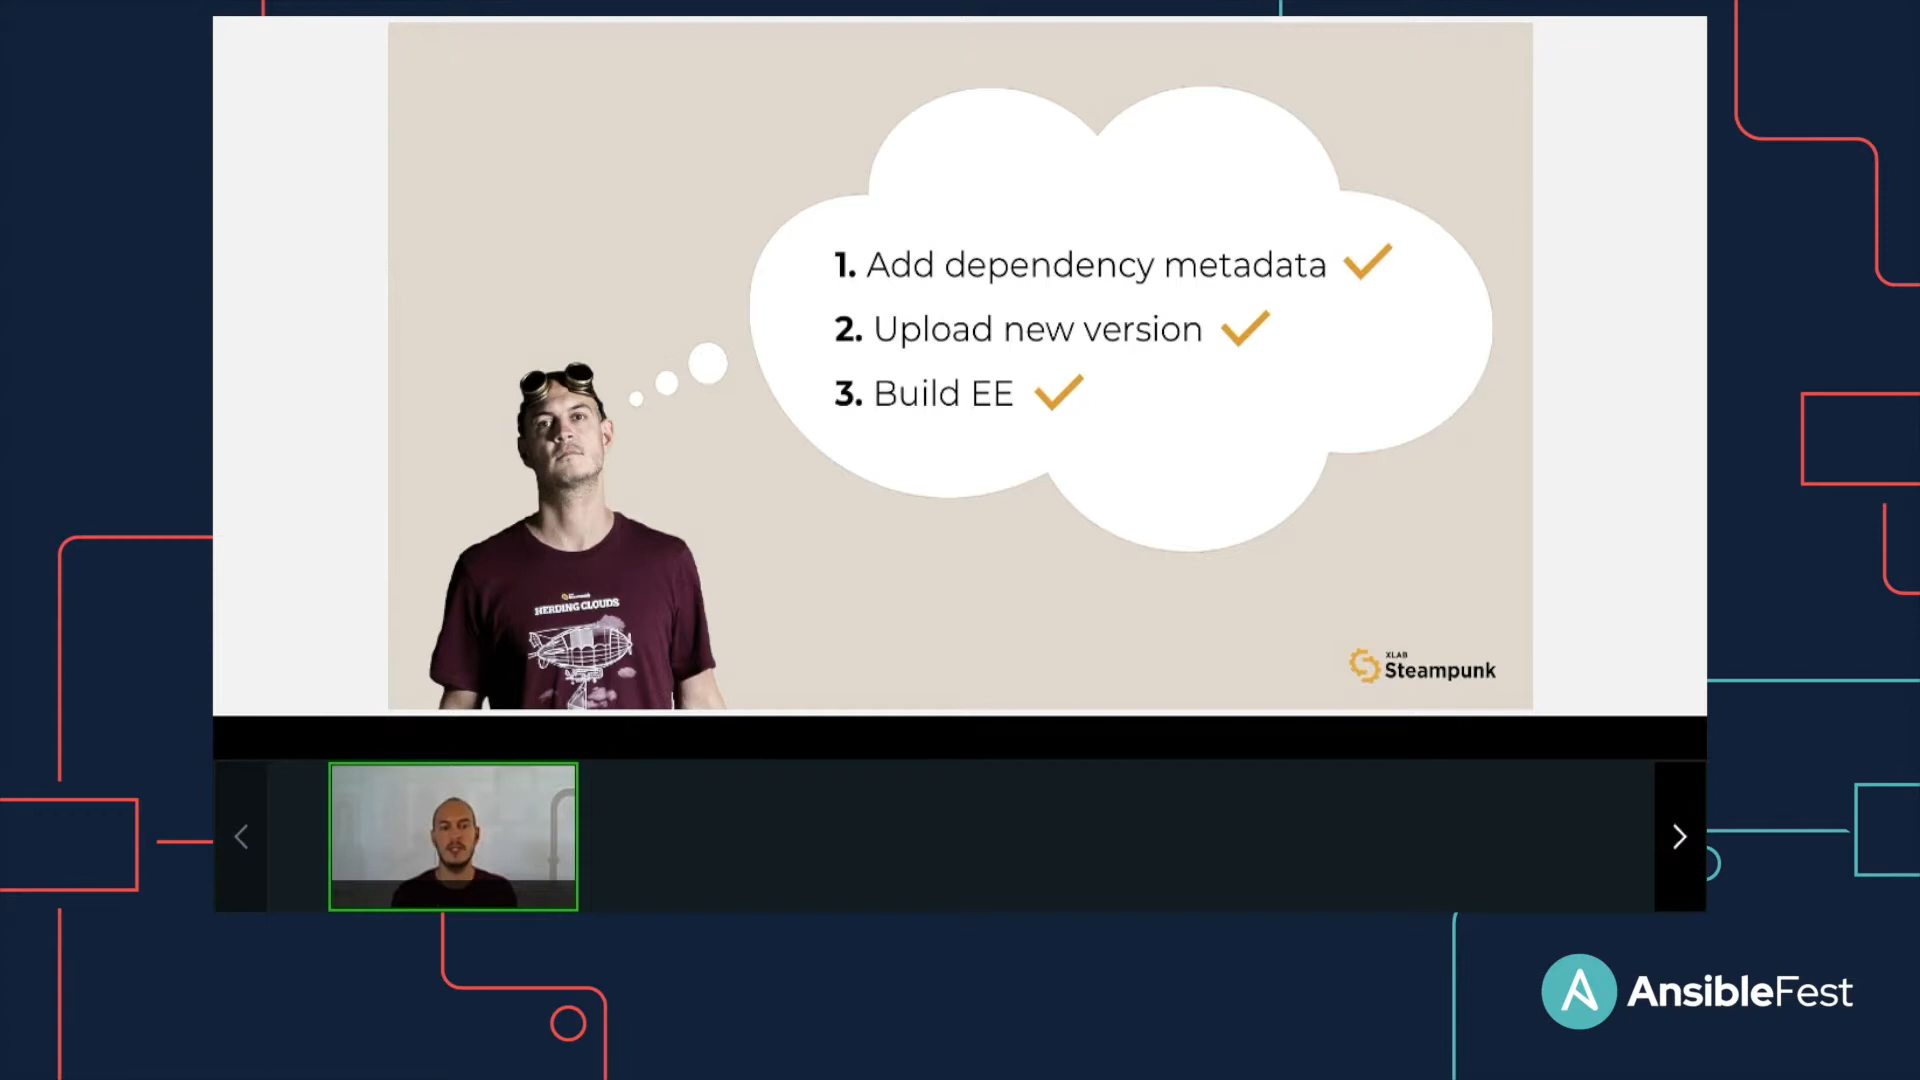 1. Add dependency metadata
2. Upload new version
3. Build EE
HERDING CLOUDS
XLAB
Steampunk
AnsibleFest